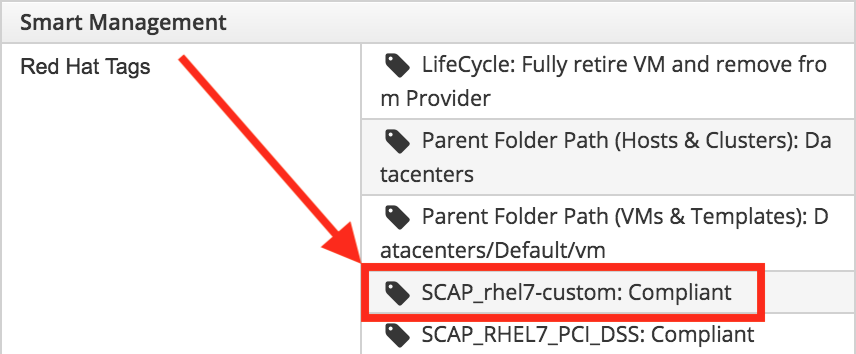 Smart Management
Red Hat Tags
LifeCycle: Fully retire VM and remove fro
m Provider
Parent Folder Path (Hosts & Clusters): Da
tacenters
Parent Folder Path (VMs & Templates): D
atacenters/Default/vm
SCAP_rhel7-custom: Compliant
SCAP_RHEL7_PCI_DSS: Compliant